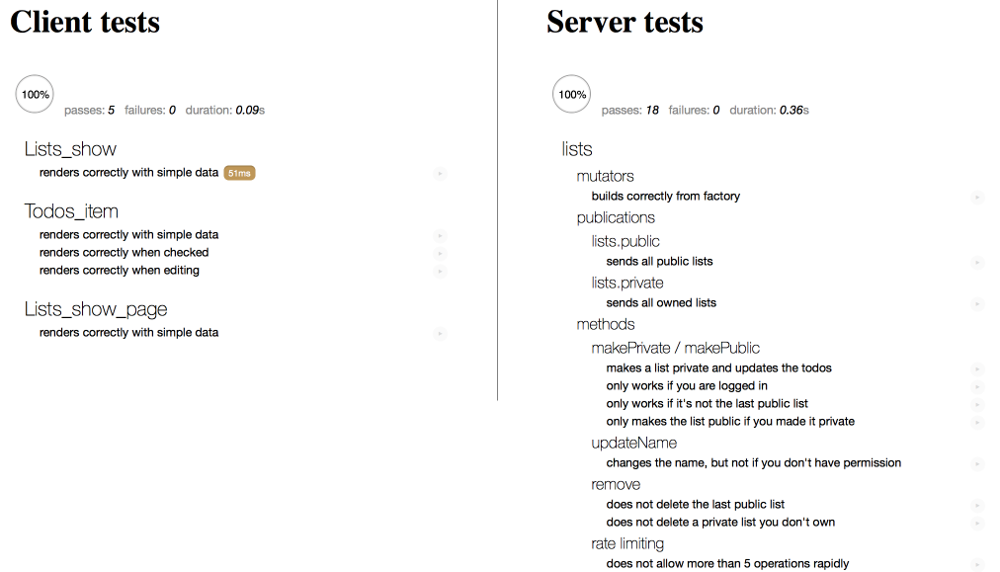 Client tests
100%
passes: 5 failures: 0 duration: 0.09s
Lists_show
renders correctly with simple data 51ms
Todos_item
renders correctly with simple data
renders correctly when checked
renders correctly when editing
Lists_show_page
renders correctly with simple data
Server tests
100%
passes: 18 failures: 0 duration: 0.36s
lists
mutators
builds correctly from factory
publications
lists.public
sends all public lists
lists.private
sends all owned lists
methods
makePrivate / makePublic
makes a list private and updates the todos
only works if you are logged in
only works if it's not the last public list
only makes the list public if you made it private
updateName
changes the name, but not if you don't have permission
remove
does not delete the last public list
does not delete a private list you don't own
rate limiting
does not allow more than 5 operations rapidly